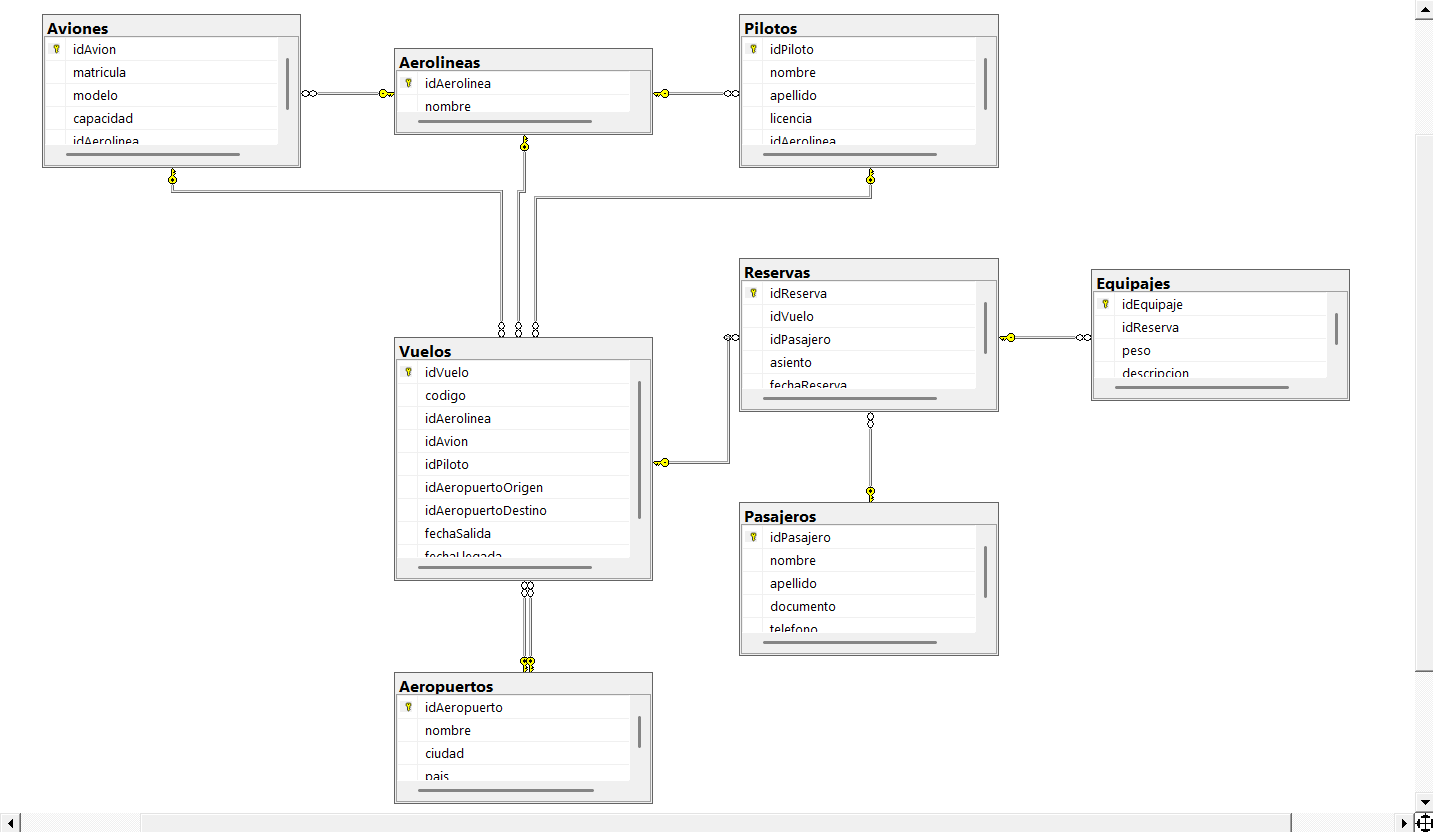 Aviones
idAvion
matricula
modelo
capacidad
idAerolinea
Aerolineas
idAerolinea
nombre
Pilotos
idPiloto
nombre
apellido
licencia
idAerolinea
Reservas
idReserva
idVuelo
idPasajero
asiento
fechaReserva
Equipajes
idEquipaje
idReserva
peso
descripcion
Vuelos
idVuelo
codigo
idAerolinea
idAvion
idPiloto
idAeropuertoOrigen
idAeropuertoDestino
fechaSalida
fechaLlegada
Pasajeros
idPasajero
nombre
apellido
documento
telefono
Aeropuertos
idAeropuerto
nombre
ciudad
pais